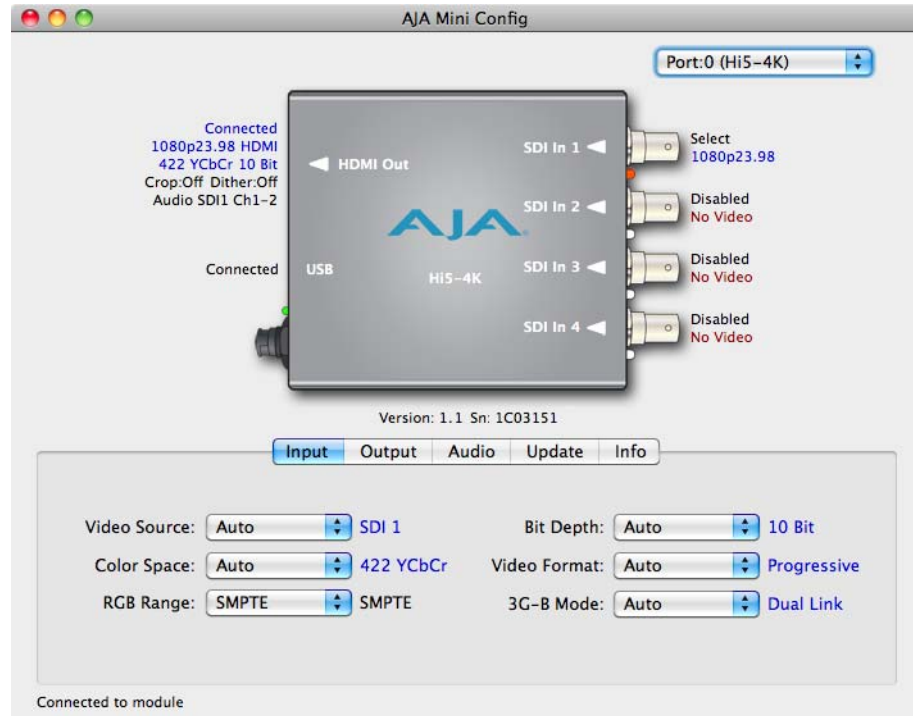 AJA Mini Config
Port:0 (Hi5-4K)
Connected
1080p23.98 HDMI
422 YCbCr 10 Bit
Crop:Off Dither:Off
Audio SDI1 Ch1-2
Connected
HDMI Out
USB
AJA
Hi5-4K
SDI In 1
SDI In 2
SDI In 3
SDI In 4
Select
1080p23.98
Disabled
No Video
Disabled
No Video
Disabled
No Video
Version: 1.1 Sn: 1C03151
Input Output Audio Update Info
Video Source: Auto SDI 1
Color Space: Auto 422 YCbCr
RGB Range: SMPTE SMPTE
Bit Depth: Auto 10 Bit
Video Format: Auto Progressive
3G-B Mode: Auto Dual Link
Connected to module